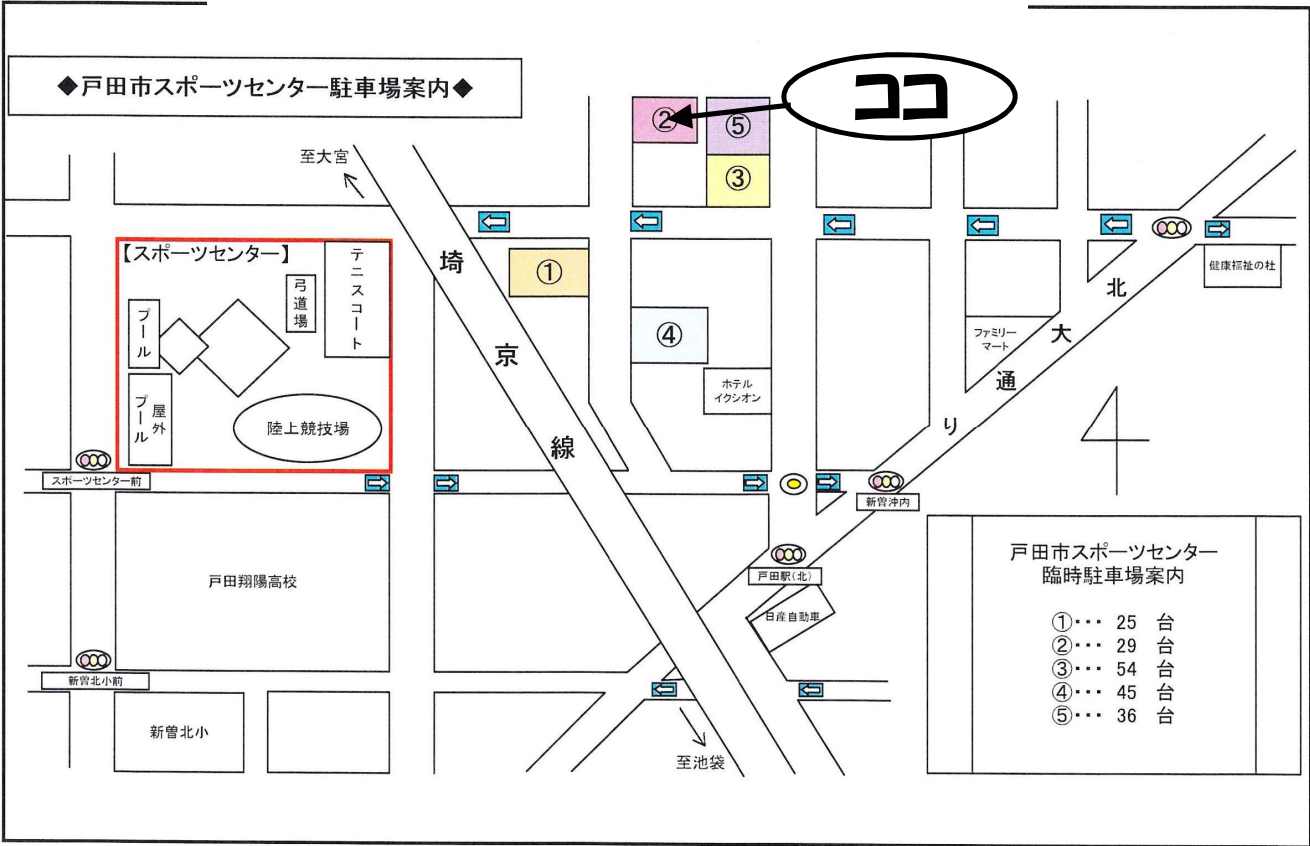 ◆戸田市スポーツセンター駐車場案内◆
ココ
②
⑤
③
至大宮
【スポーツセンター】
テニスコート
弓道場
プール
屋外プール
陸上競技場
埼京線
①
④
ホテル
イクシオン
ファミリー
マート
北大通り
健康福祉の杜
スポーツセンター前
新曽沖内
戸田駅(北)
日産自動車
戸田翔陽高校
新曽北小前
新曽北小
至池袋
戸田市スポーツセンター
臨時駐車場案内
①・・・ 25 台
②・・・ 29 台
③・・・ 54 台
④・・・ 45 台
⑤・・・ 36 台